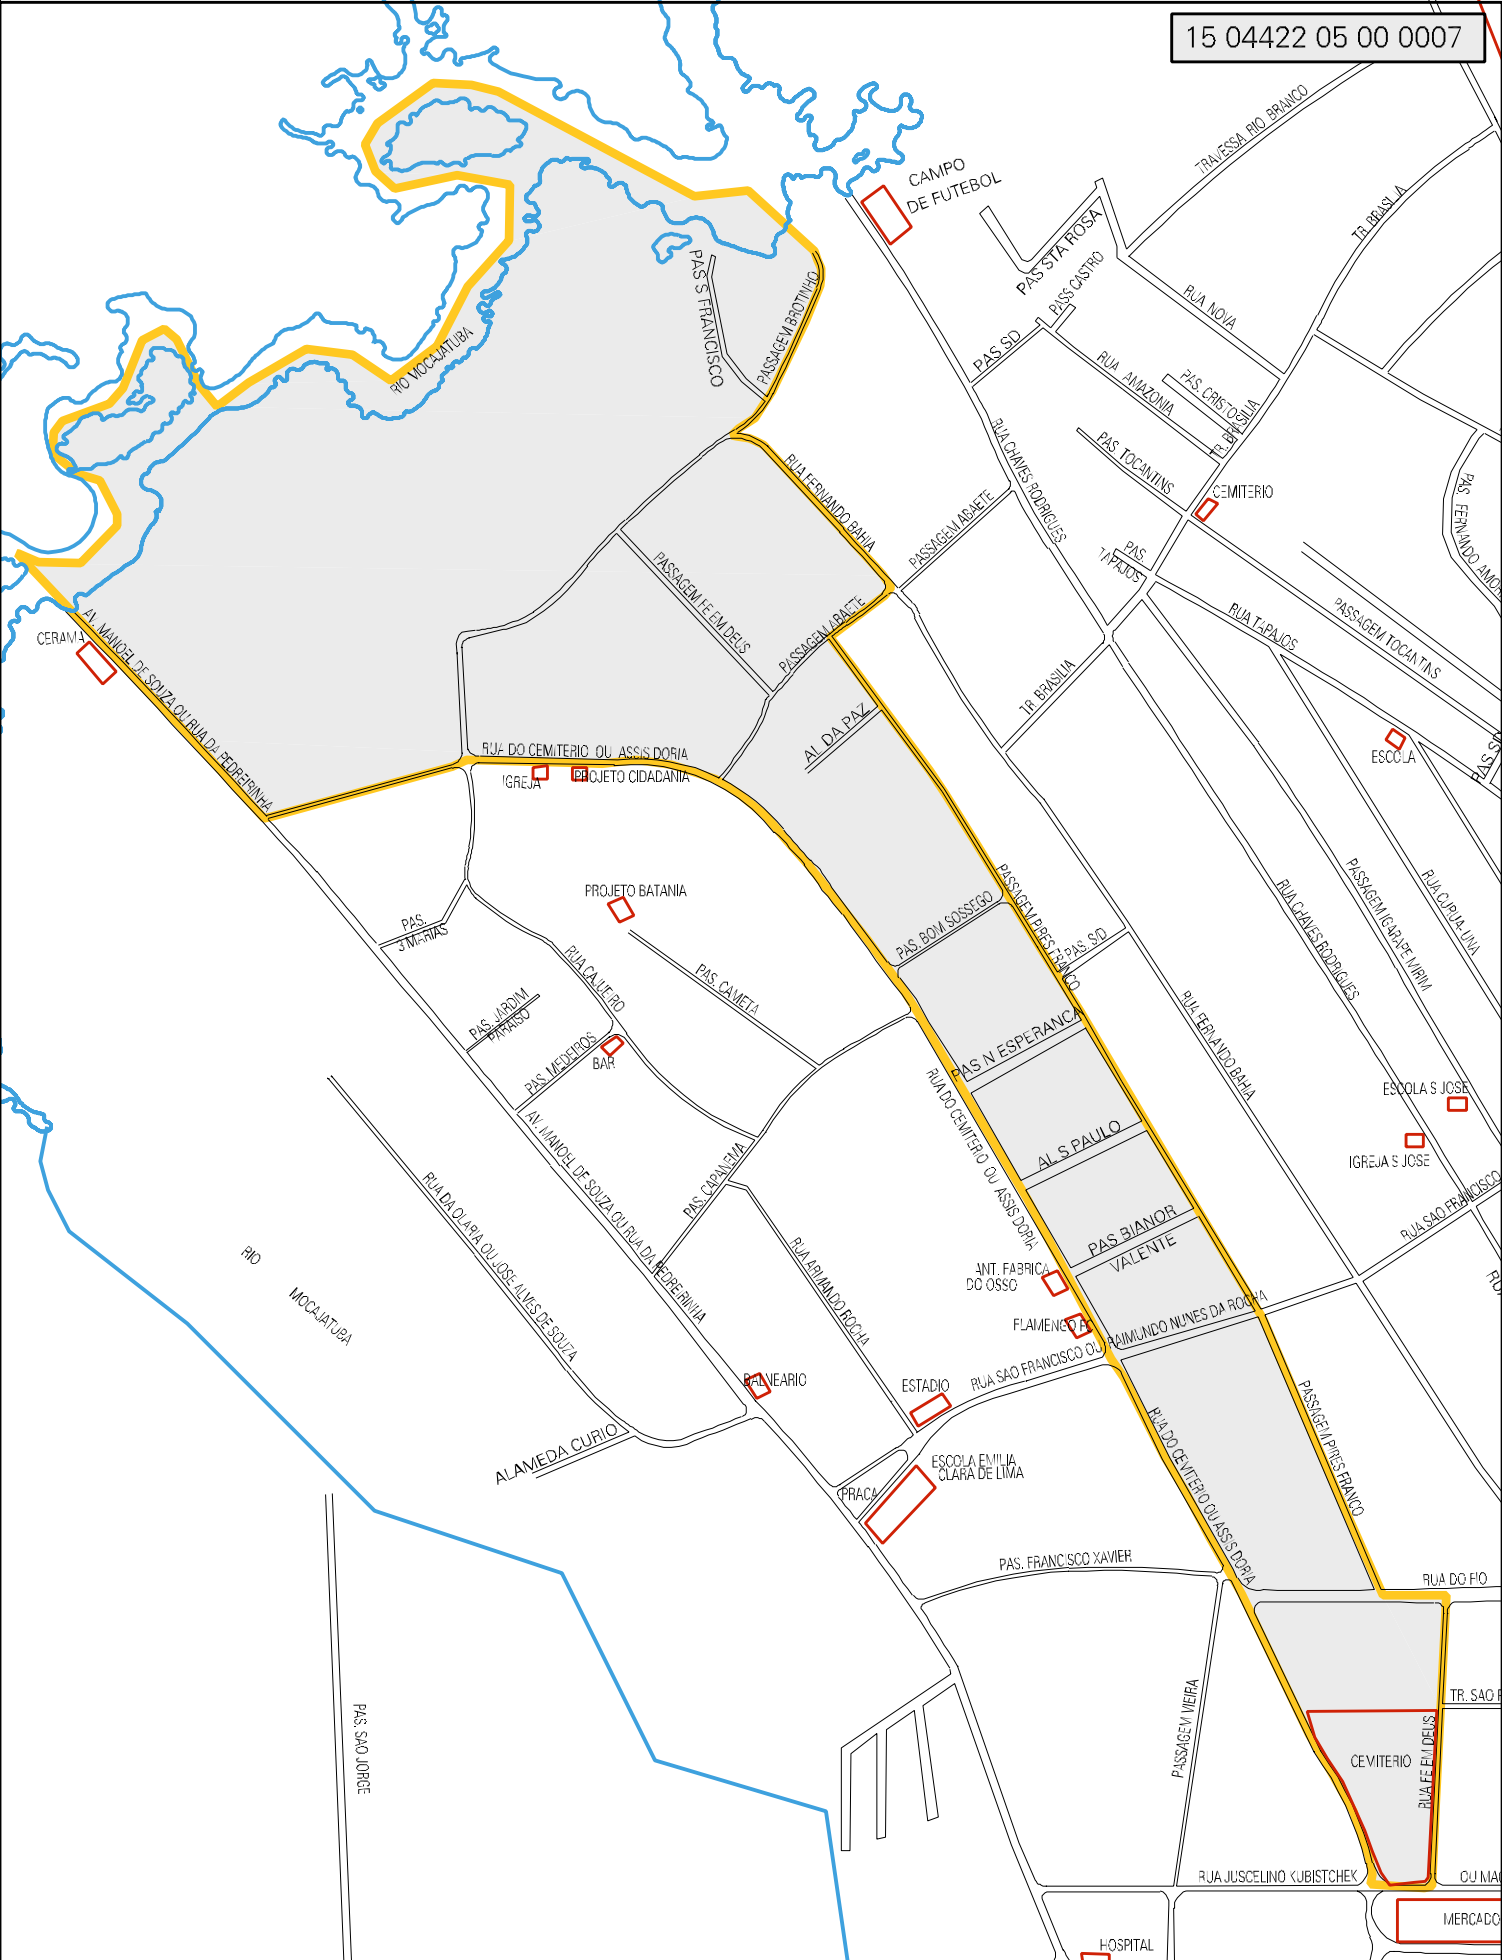 15 04422 05 00 0007
TRAVESSA RIO BRANCO
CAMPO
DE FUTEBOL
PAS STA ROSA
PASS CASTRO
PAS SD
RUA NOVA
RUA AMAZONIA
PAS. CRISTO
TR. BRASILIA
PAS S FRANCISCO
PASSAGEM BROTINHO
RIO MOCAJATUBA
RUA CHAVES RODRIGUES
PAS. TOCANTINS
CEMITERIO
PAS. FERNANDO AMOR
RUA FERNANDO BAHIA
PASSAGEM ABAETE
PAS.
TAPAJOS
RUA TAPAJOS
PASSAGEM TOCANTINS
PASSAGEM FE EM DEUS
PASSAGEM ABAETE
CERAMA
AV. MANOEL DE SOUZA OU RUA DA PEDREIRINHA
TR BRASILIA
AL DA PAZ
RUA DO CEMITERIO OU ASSIS DORIA
IGREJA
PROJETO CIDADANIA
ESCOLA
PAS SD
PROJETO BATANIA
PAS.
3 MARIAS
PAS. BOM SOSSEGO
PASSAGEM PIRES FRANCO
PAS. S/D
RUA CHAVES RODRIGUES
PASSAGEM IGARAPE MIRIM
RUA CURUA UNA
RUA CAJUEIRO
PAS. CAMETA
PAS. JARDIM
PARAISO
PAS. MEDEIROS
BAR
PAS N ESPERANCA
RUA FERNANDO BAHIA
RUA DO CEMITERIO OU ASSIS DORIA
ESCOLA S JOSE
IGREJA S JOSE
AL S PAULO
AV. MANOEL DE SOUZA OU RUA DA PEDREIRINHA
PAS. CAPANEMA
RUA DA OLARIA OU JOSE ALVES DE SOUZA
RUA SAO FRANCISCO
PAS BIANOR
VALENTE
RIO
MOCAJATUBA
RUA ARMANDO ROCHA
ANT. FABRICA
DO OSSO
FLAMENGO FC
RUA SAO FRANCISCO OU RAIMUNDO NUNES DA ROCHA
BALNEARIO
ESTADIO
PASSAGEM PIRES FRANCO
ALAMEDA CURIO
ESCOLA EMILIA
CLARA DE LIMA
PRACA
RUA DO CEMITERIO OU ASSIS DORIA
PAS. FRANCISCO XAVIER
RUA DO FIO
PAS. SAO JORGE
PASSAGEM VIEIRA
TR. SAO F
CEMITERIO
RUA FE EM DEUS
RUA JUSCELINO KUBISTCHEK
OU MA
MERCADO
HOSPITAL